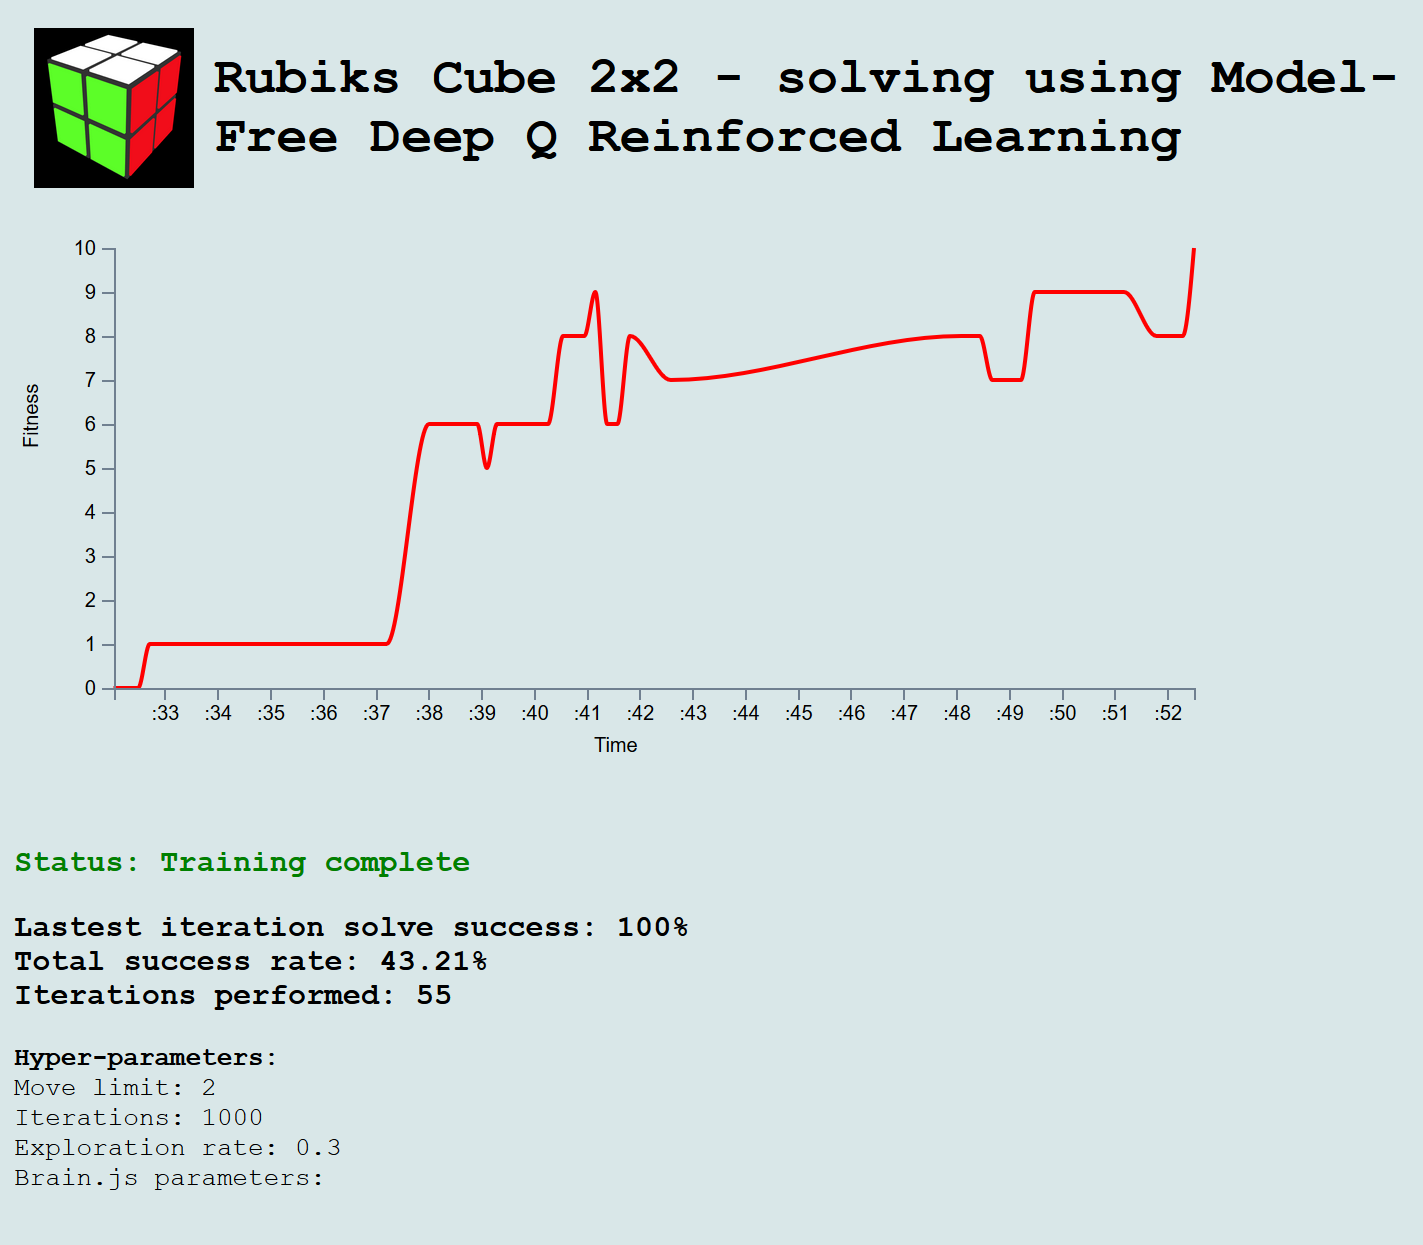 Rubiks Cube 2x2 - solving using Model-
Free Deep Q Reinforced Learning
10
9
8
7
6
5
4
3
2
1
0
Fitness
:33 :34 :35 :36 :37 :38 :39 :40 :41 :42 :43 :44 :45 :46 :47 :48 :49 :50 :51 :52
Time
Status: Training complete
Lastest iteration solve success: 100%
Total success rate: 43.21%
Iterations performed: 55
Hyper-parameters:
Move limit: 2
Iterations: 1000
Exploration rate: 0.3
Brain.js parameters: